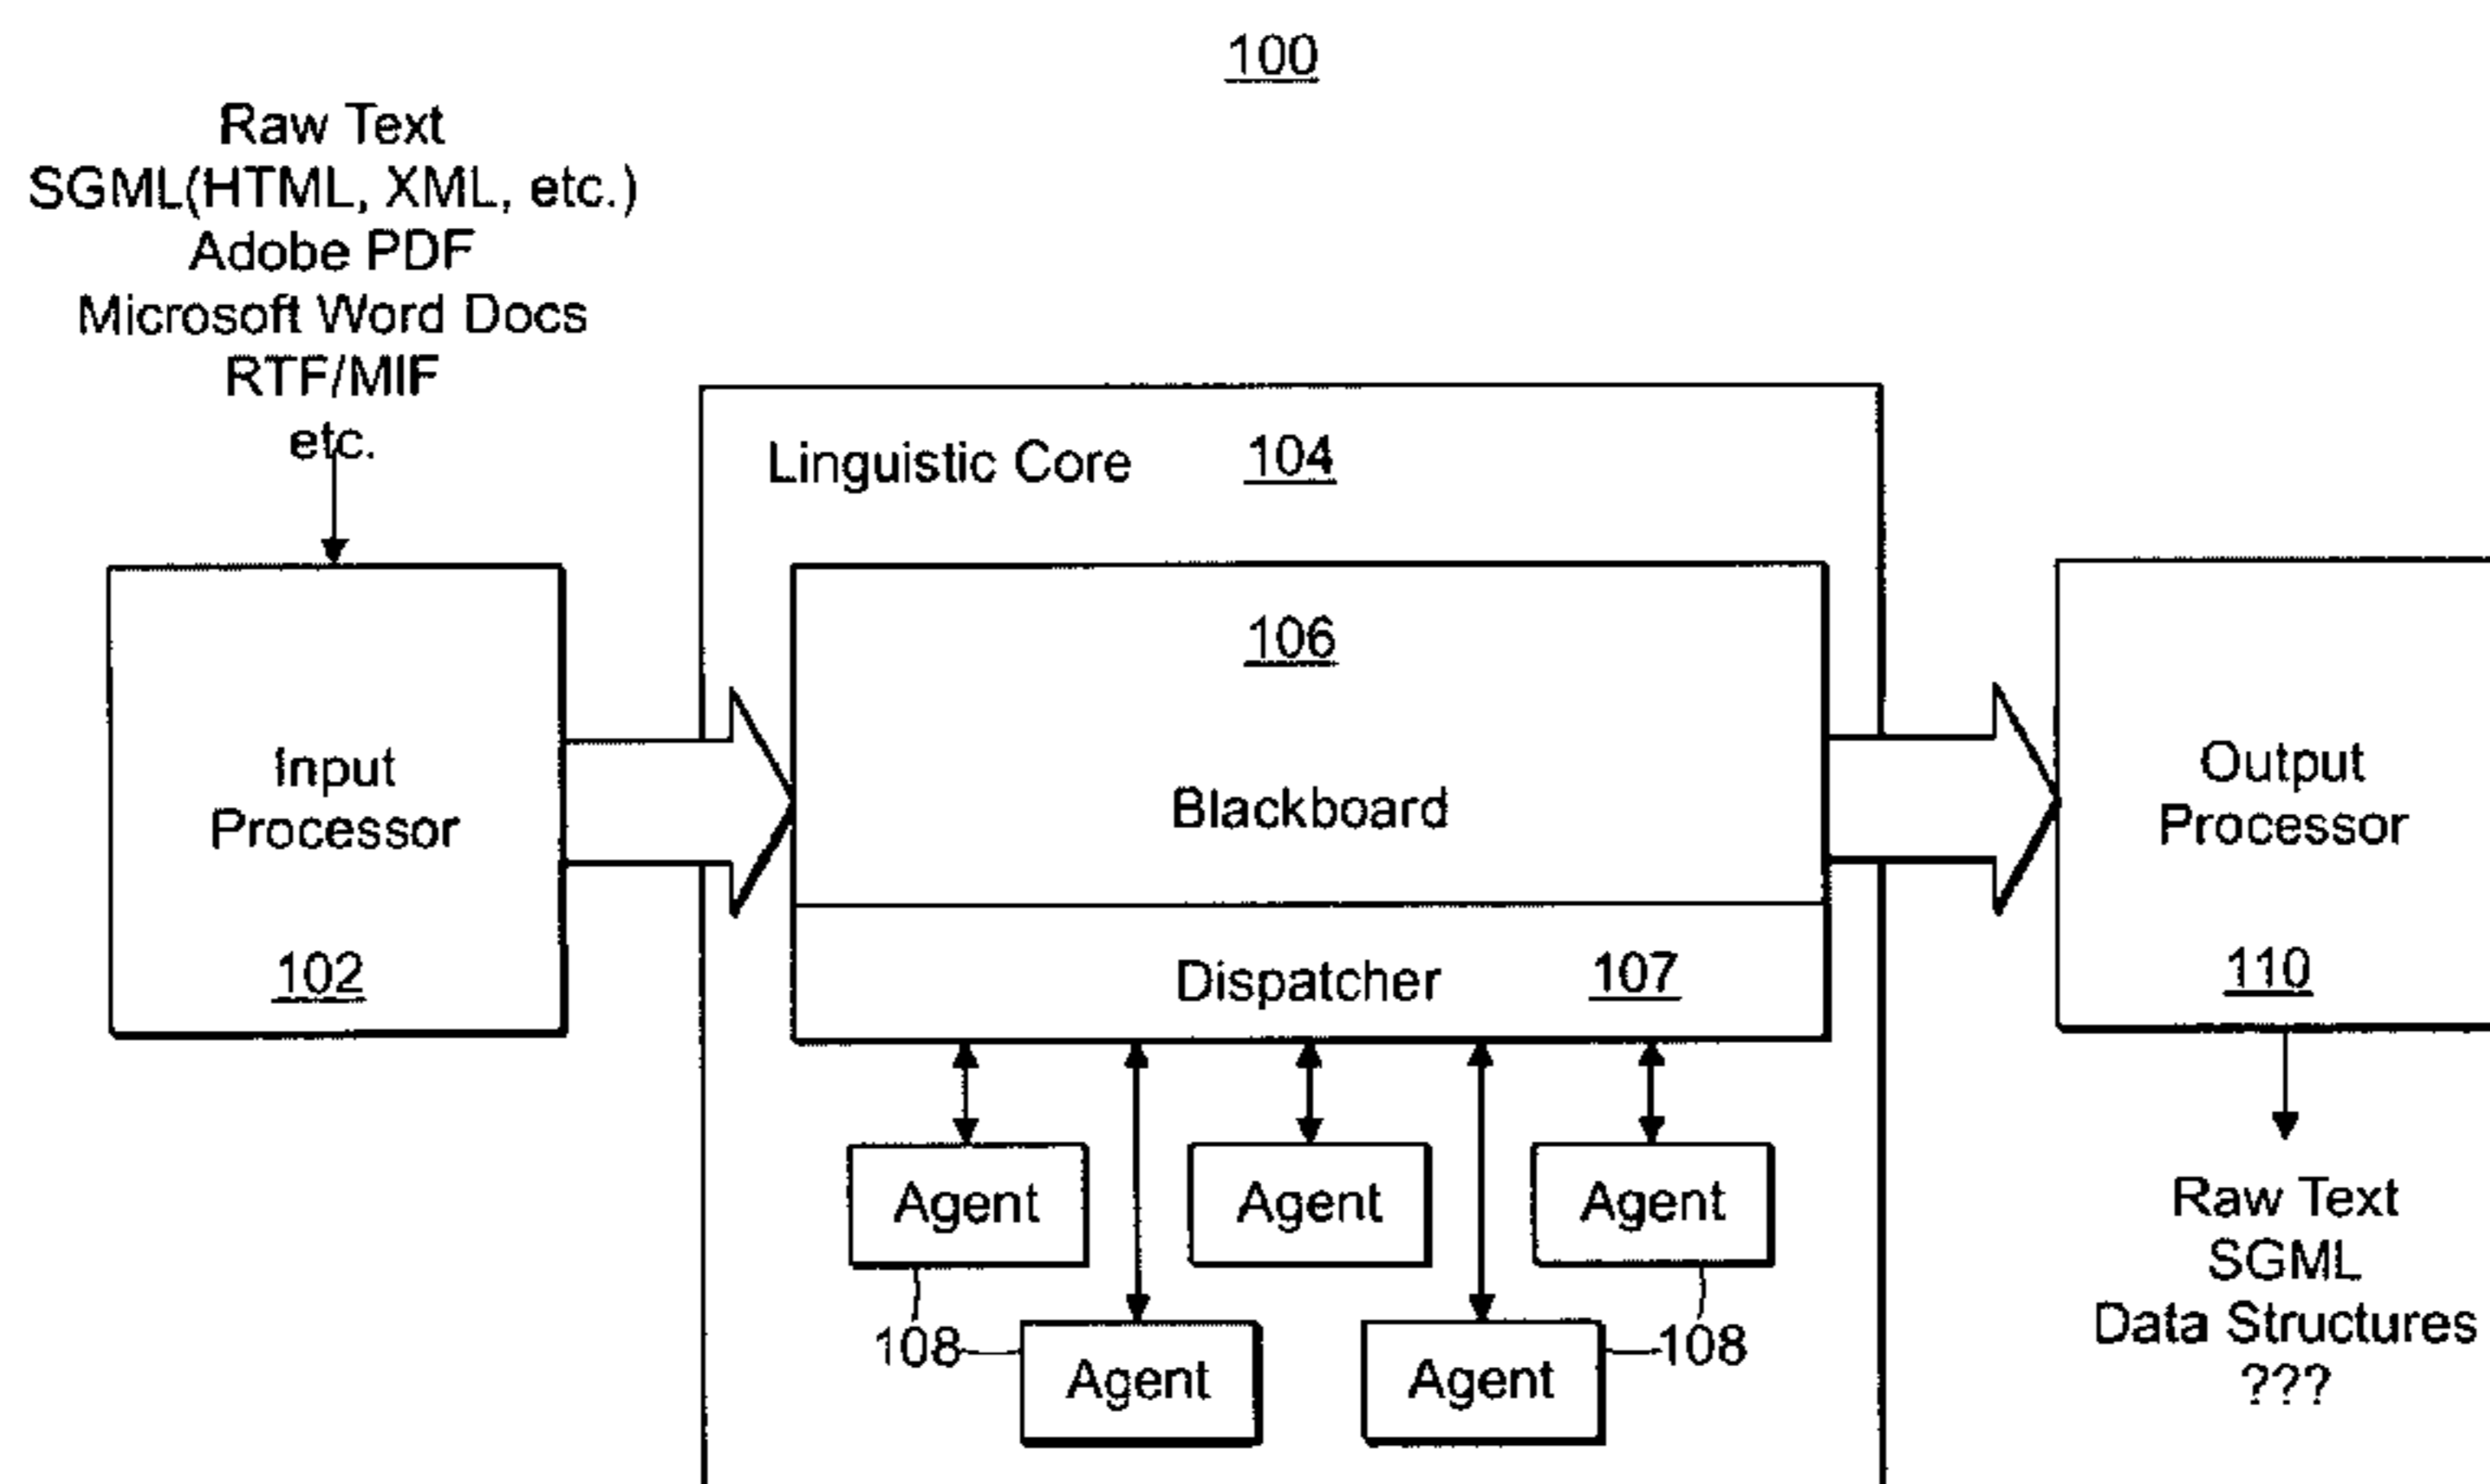 100
Raw Text
SGML(HTML, XML, etc.)
Adobe PDF
Microsoft Word Docs
RTF/MIF
etc.
Linguistic Core 104
106
Input
Processor
102
Blackboard
Dispatcher 107
Output
Processor
110
Agent
Agent
Agent
108
Agent
Agent
108
Raw Text
SGML
Data Structures
???